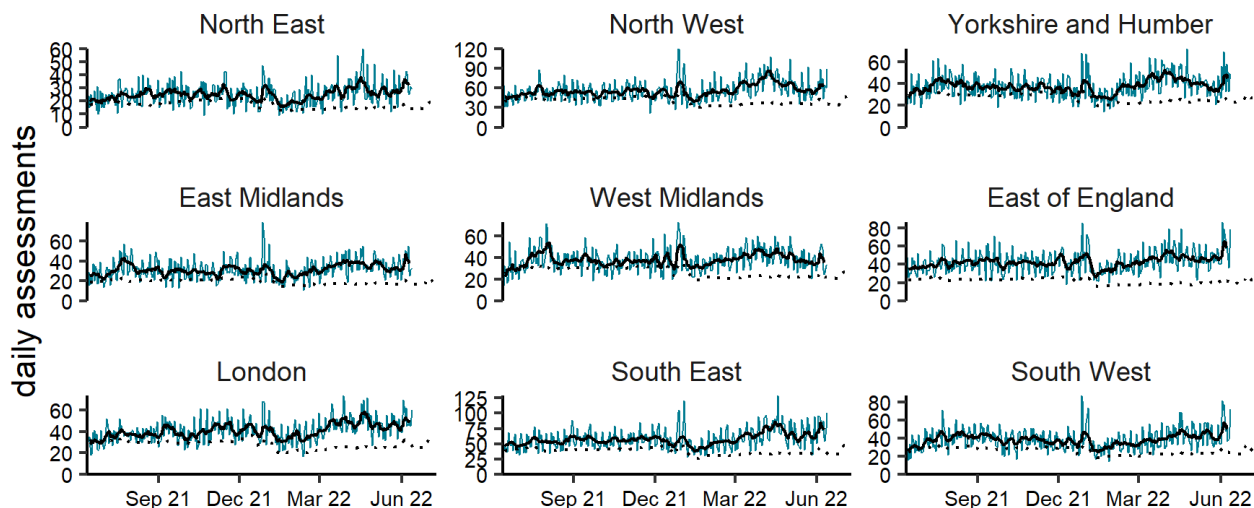 North East North West Yorkshire and Humber
60 50 40 30 20 10 0
120 90 60 30 0
60 40 20 0
daily assessments
East Midlands West Midlands East of England
60 40 20 0
60 40 20 0
80 60 40 20 0
London South East South West
60 40 20 0
125 100 75 50 25 0
80 60 40 20 0
Sep 21 Dec 21 Mar 22 Jun 22 Sep 21 Dec 21 Mar 22 Jun 22 Sep 21 Dec 21 Mar 22 Jun 22